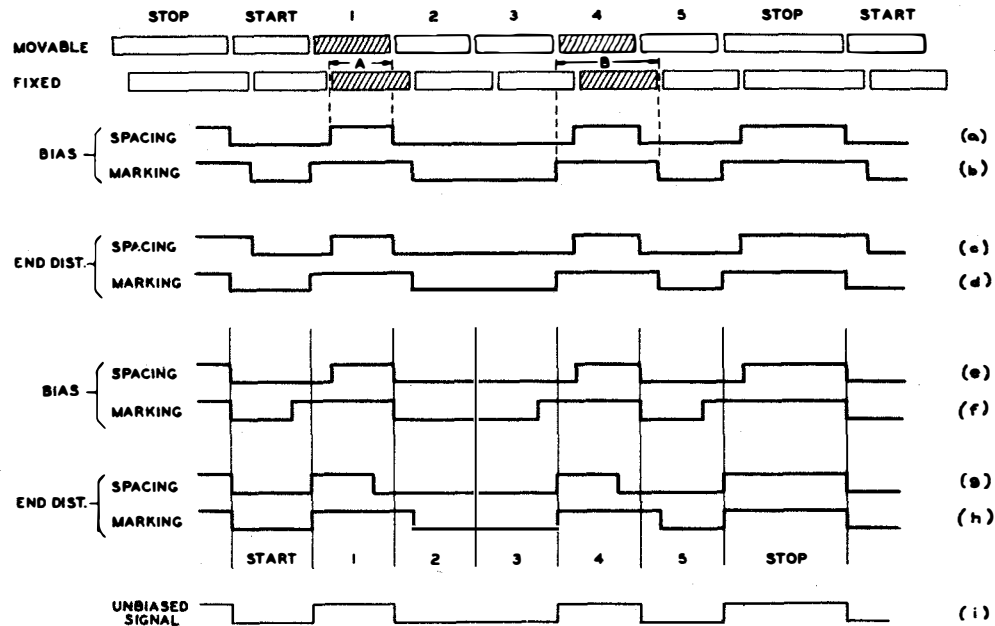 STOP START 1 2 3 4 5 STOP START
MOVABLE
A B
FIXED
SPACING (a)
BIAS
MARKING (b)
SPACING (c)
END DIST.
MARKING (d)
SPACING (e)
BIAS
MARKING (f)
SPACING (g)
END DIST.
MARKING (h)
START 1 2 3 4 5 STOP
UNBIASED
SIGNAL (i)